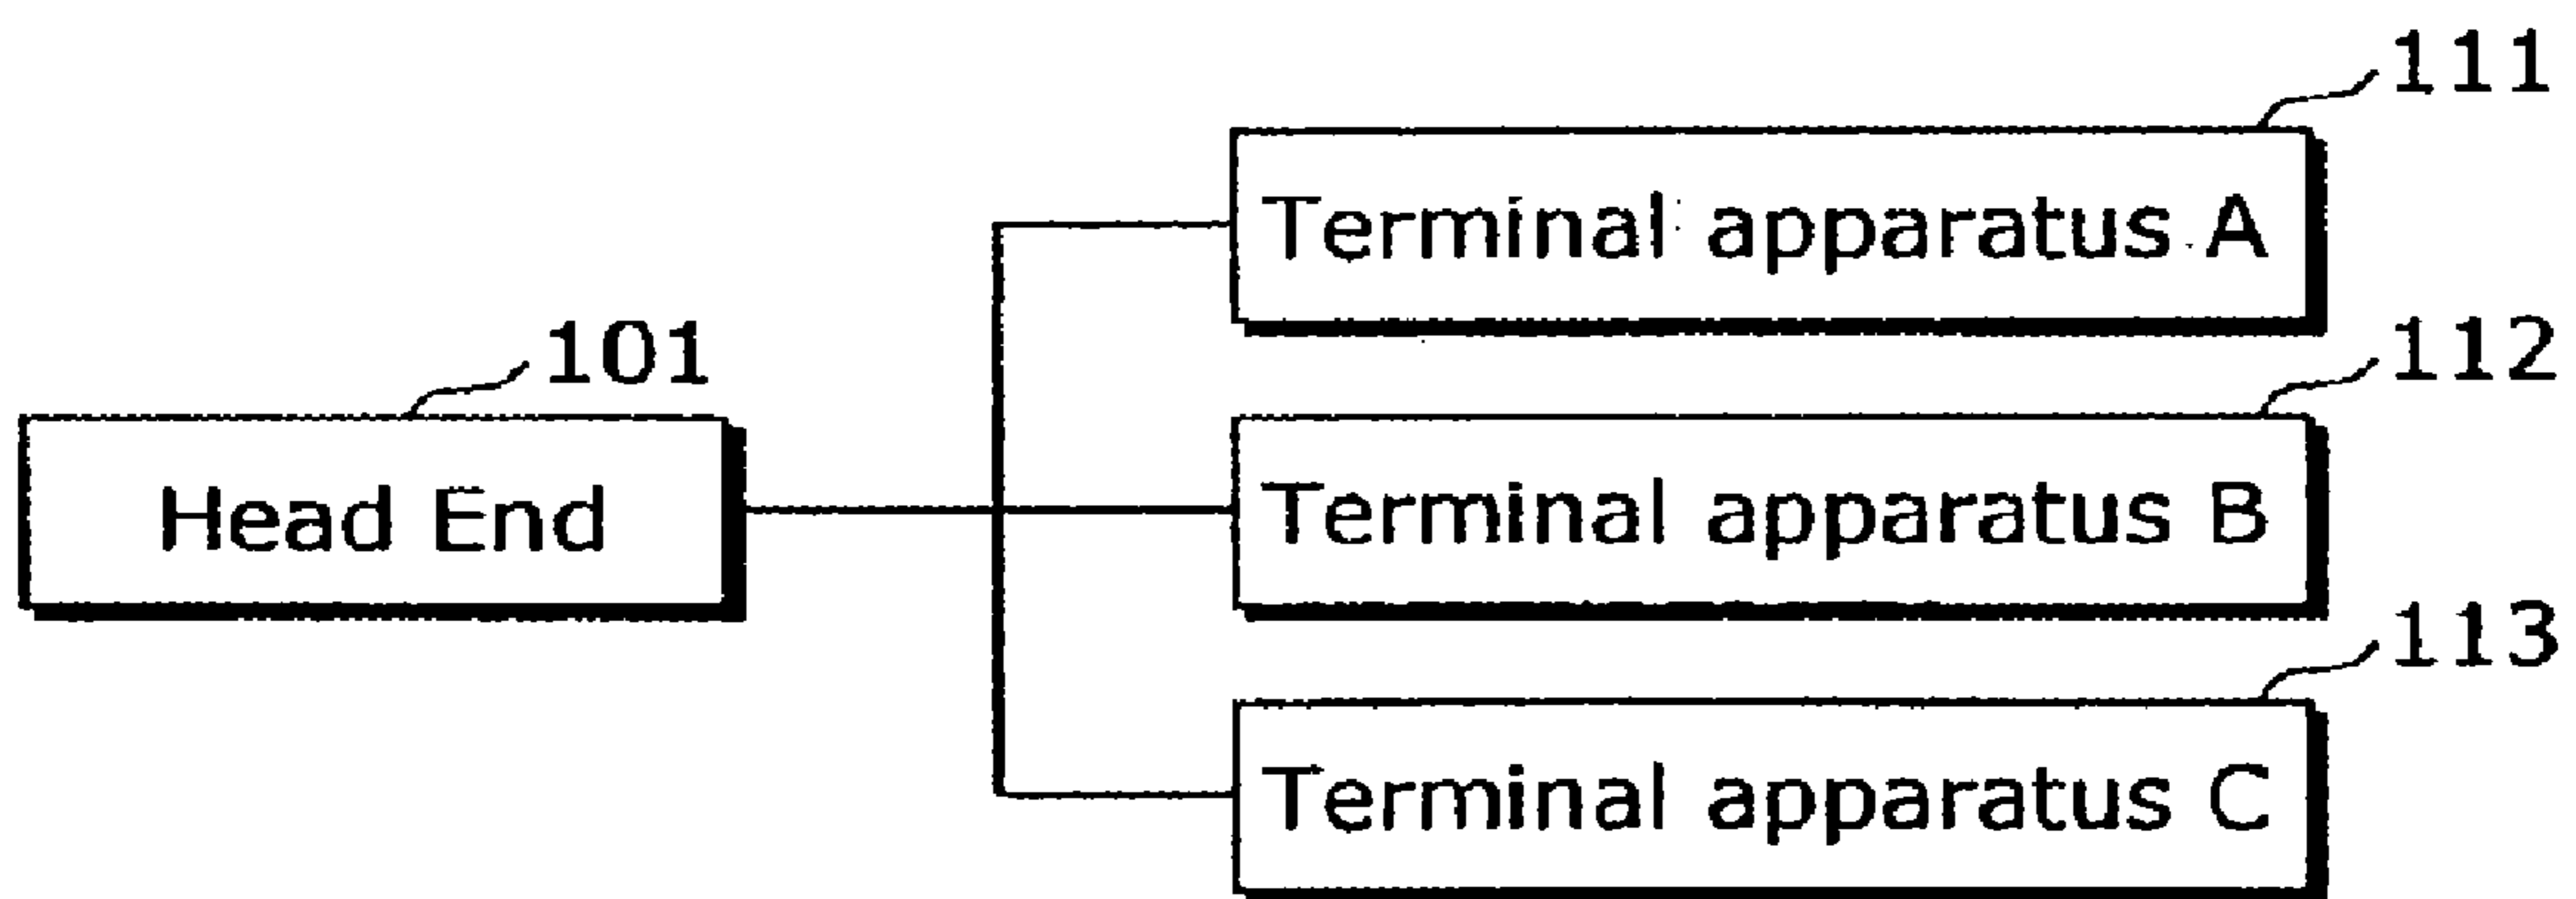 111
Terminal apparatus A
101
112
Head End
Terminal apparatus B
113
Terminal apparatus C